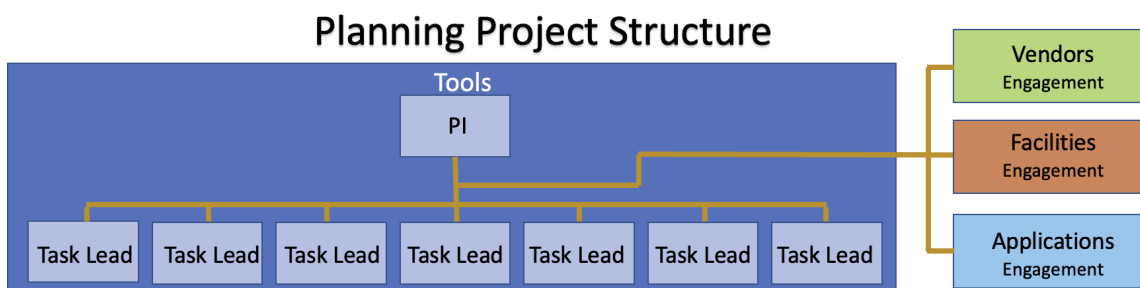 Planning Project Structure
Tools
PI
Task Lead
Task Lead
Task Lead
Task Lead
Task Lead
Task Lead
Task Lead
Vendors
Engagement
Facilities
Engagement
Applications
Engagement